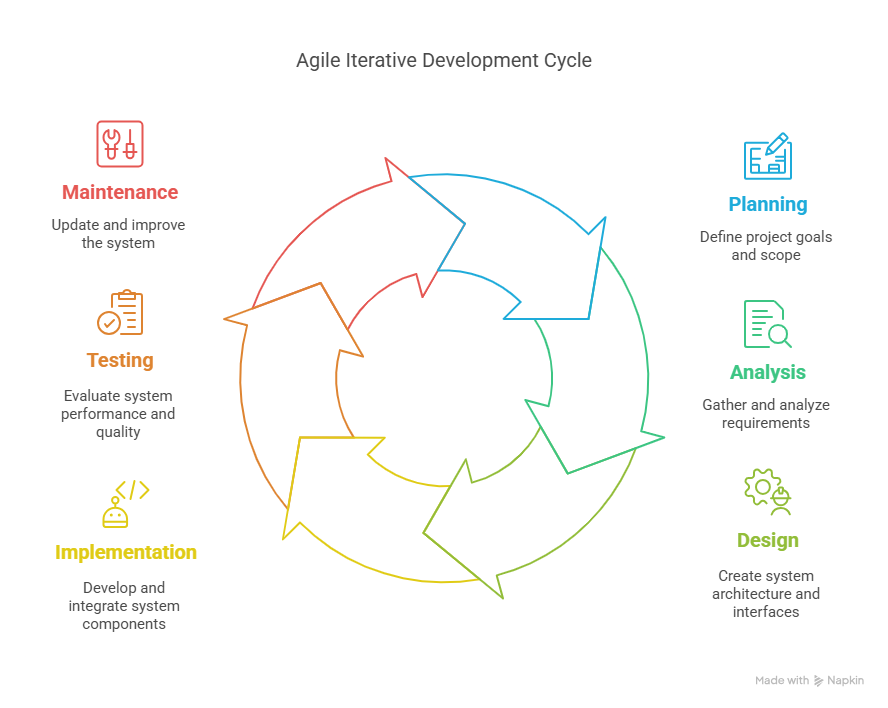 Agile Iterative Development Cycle
Maintenance
Update and improve
the system
Testing
Evaluate system
performance and
quality
Implementation
Develop and
integrate system
components
Planning
Define project goals
and scope
Analysis
Gather and analyze
requirements
Design
Create system
architecture and
interfaces
Made with Napkin